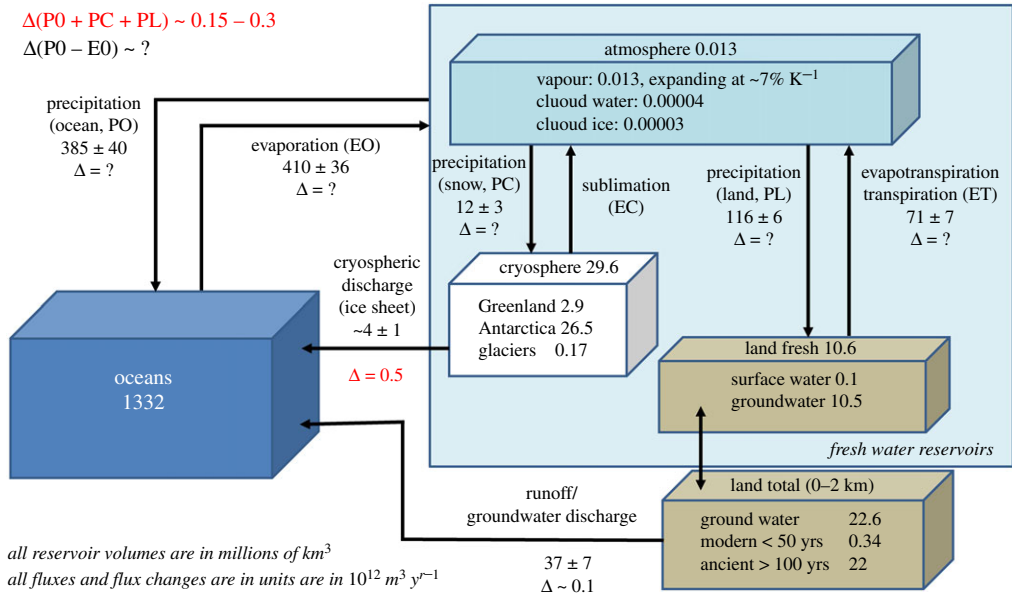 Δ(P0 + PC + PL) ~ 0.15 – 0.3
Δ(P0 – E0) ~ ?
atmosphere 0.013
vapour: 0.013, expanding at ~7% K⁻¹
cluoud water: 0.00004
cluoud ice: 0.00003
precipitation
(ocean, PO)
385 ± 40
Δ = ?
evaporation (EO)
410 ± 36
Δ = ?
precipitation
(snow, PC)
12 ± 3
Δ = ?
sublimation
(EC)
precipitation
(land, PL)
116 ± 6
Δ = ?
evapotranspiration
transpiration (ET)
71 ± 7
Δ = ?
cryospheric
discharge
(ice sheet)
~4 ± 1
Δ = 0.5
cryosphere 29.6
Greenland 2.9
Antarctica 26.5
glaciers 0.17
oceans
1332
land fresh 10.6
surface water 0.1
groundwater 10.5
fresh water reservoirs
land total (0–2 km)
ground water 22.6
modern < 50 yrs 0.34
ancient > 100 yrs 22
runoff/
groundwater discharge
37 ± 7
Δ ~ 0.1
all reservoir volumes are in millions of km³
all fluxes and flux changes are in units are in 10¹² m³ yʳ⁻¹